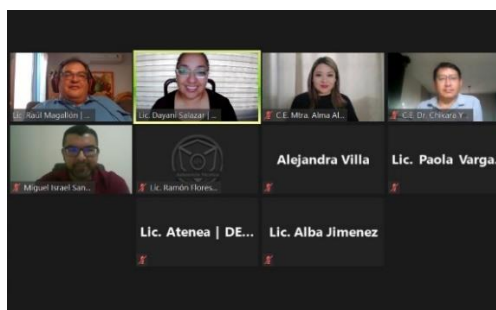 Lic. Raúl Magallón | ...
Lic. Dayani Salazar | ...
C.E. Mtra. Alma Al...
C.E. Dr. Chikara Y...
Miguel Israel San...
Lic. Ramón Flores...
Alejandra Villa
Lic. Paola Varga
Lic. Atenea | DE...
Lic. Alba Jimenez